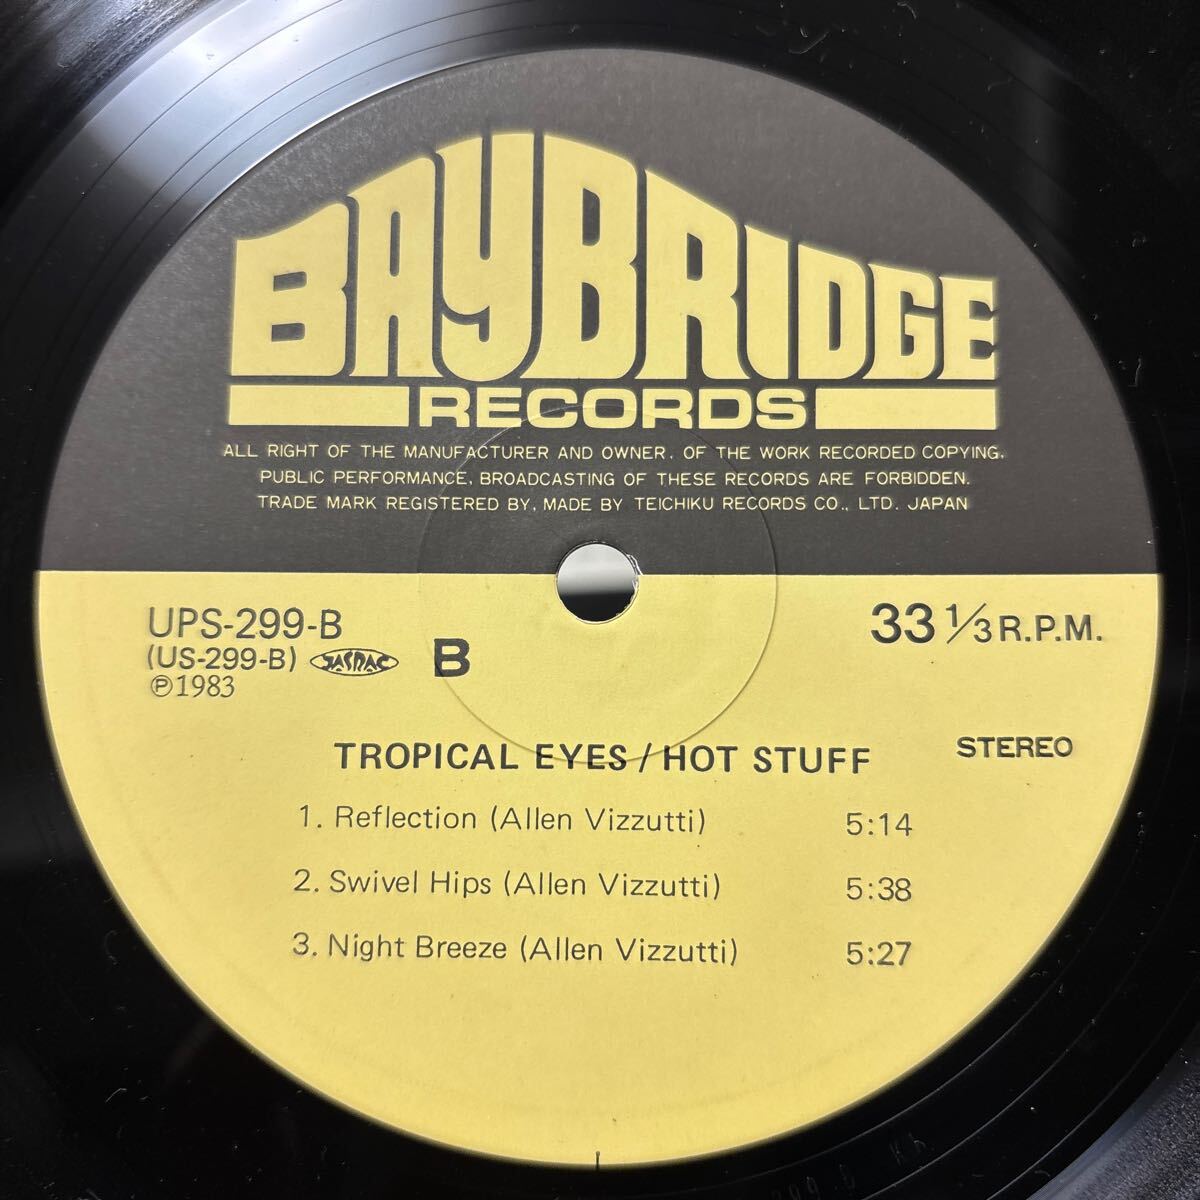 BAYBRIDGE
RECORDS
ALL RIGHT OF THE MANUFACTURER AND OWNER. OF THE WORK RECORDED COPYING,
PUBLIC PERFORMANCE, BROADCASTING OF THESE RECORDS ARE FORBIDDEN.
TRADE MARK REGISTERED BY, MADE BY TEICHIKU RECORDS CO., LTD. JAPAN
UPS-299-B
33 1/3 R.P.M.
(US-299-B) JASRAC B
℗1983
TROPICAL EYES / HOT STUFF
STEREO
1. Reflection (Allen Vizzutti) 5:14
2. Swivel Hips (Allen Vizzutti) 5:38
3. Night Breeze (Allen Vizzutti) 5:27